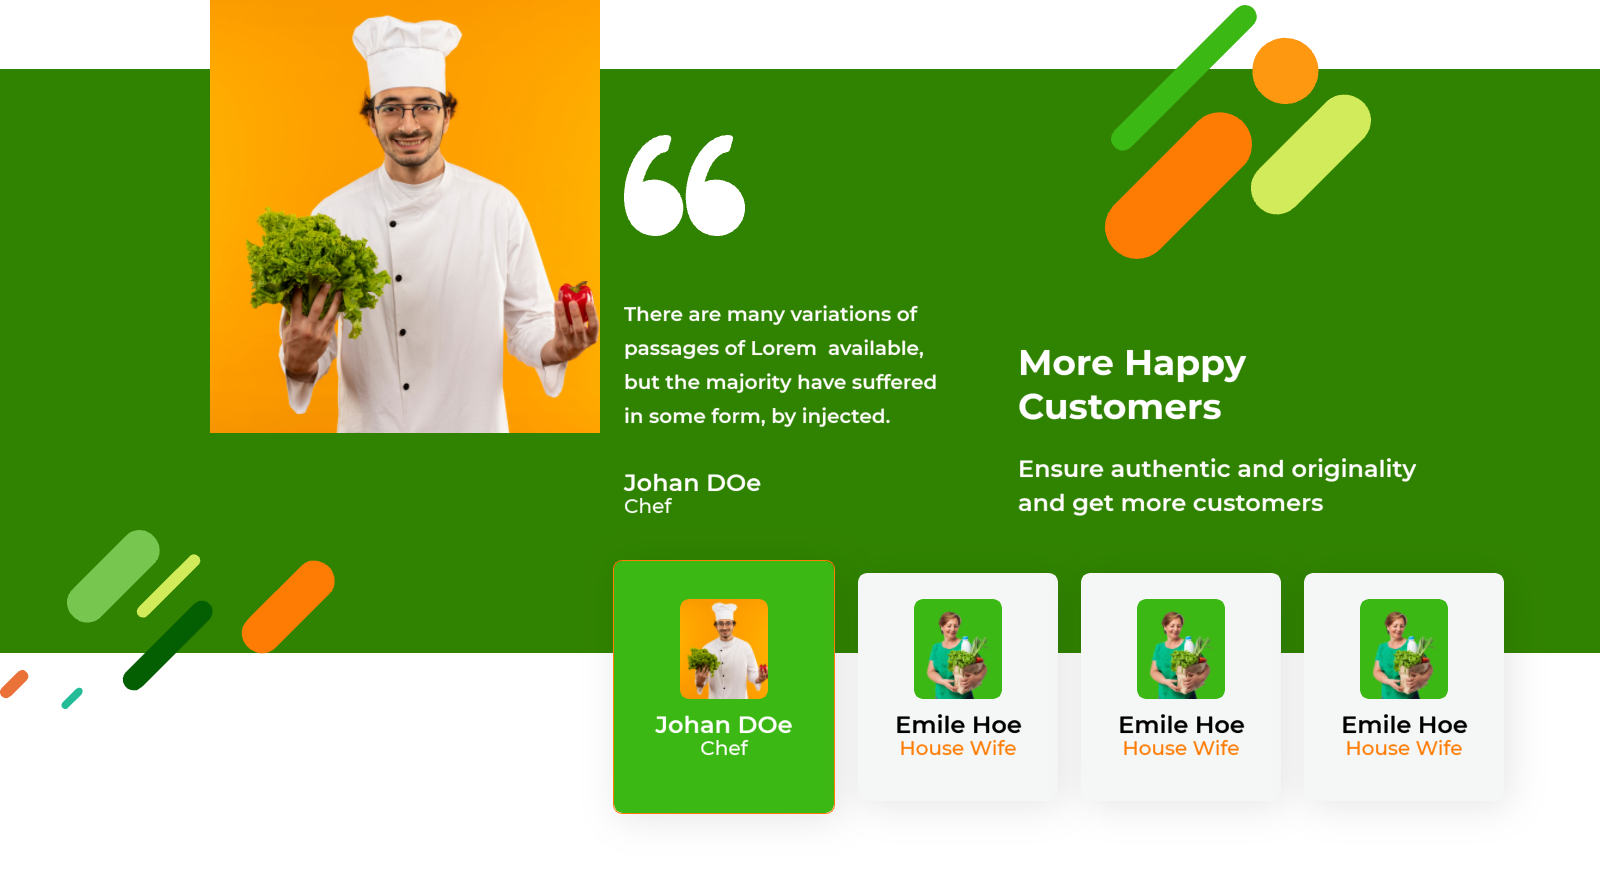 “
There are many variations of
passages of Lorem  available,
but the majority have suffered
in some form, by injected.
Johan DOe
Chef
More Happy
Customers
Ensure authentic and originality
and get more customers
Johan DOe
Chef
Emile Hoe
House Wife
Emile Hoe
House Wife
Emile Hoe
House Wife